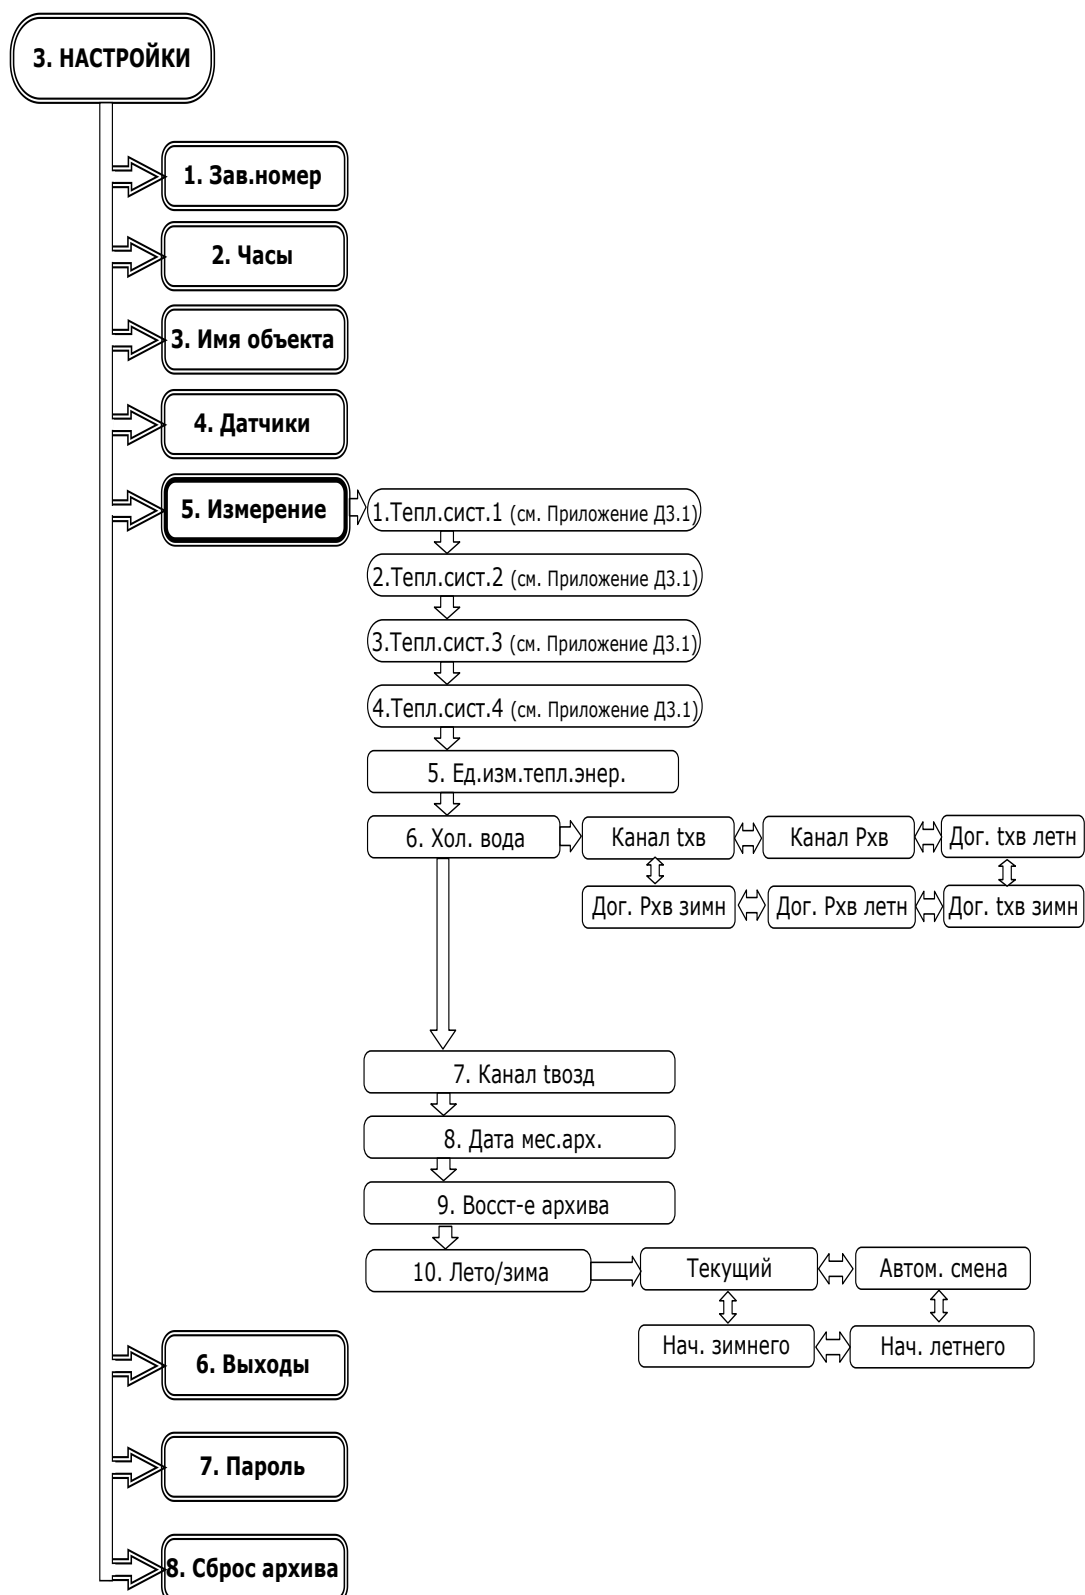 3. НАСТРОЙКИ
1. Зав.номер
2. Часы
3. Имя объекта
4. Датчики
5. Измерение
1.Тепл.сист.1 (см. Приложение Д3.1)
2.Тепл.сист.2 (см. Приложение Д3.1)
3.Тепл.сист.3 (см. Приложение Д3.1)
4.Тепл.сист.4 (см. Приложение Д3.1)
5. Ед.изм.тепл.энер.
6. Хол. вода
Канал tхв
Канал Рхв
Дог. tхв летн
Дог. Рхв зимн
Дог. Рхв летн
Дог. tхв зимн
7. Канал tвозд
8. Дата мес.арх.
9. Восст-е архива
10. Лето/зима
Текущий
Автом. смена
Нач. зимнего
Нач. летнего
6. Выходы
7. Пароль
8. Сброс архива